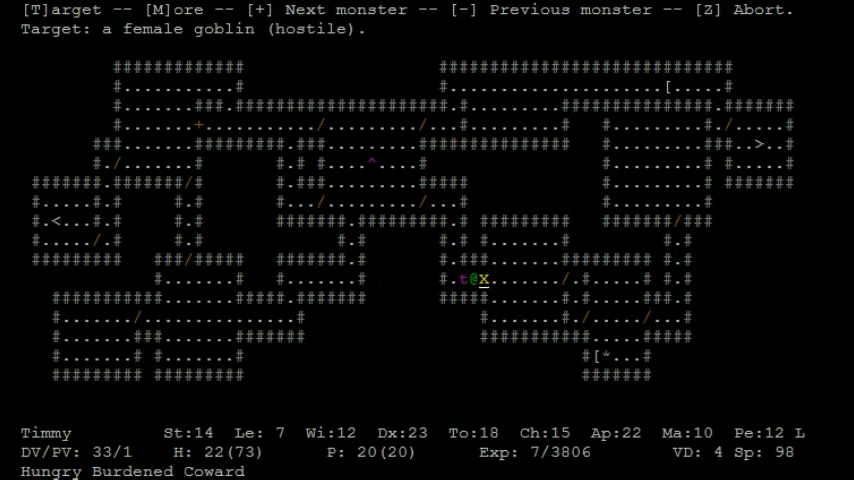 [T]arget -- [M]ore -- [+] Next monster -- [-] Previous monster -- [Z] Abort.
Target: a female goblin (hostile).
Timmy St:14 Le: 7 Wi:12 Dx:23 To:18 Ch:15 Ap:22 Ma:10 Pe:12 L
DV/PV: 33/1 H: 22(73) P: 20(20) Exp: 7/3806 VD: 4 Sp: 98
Hungry Burdened Coward